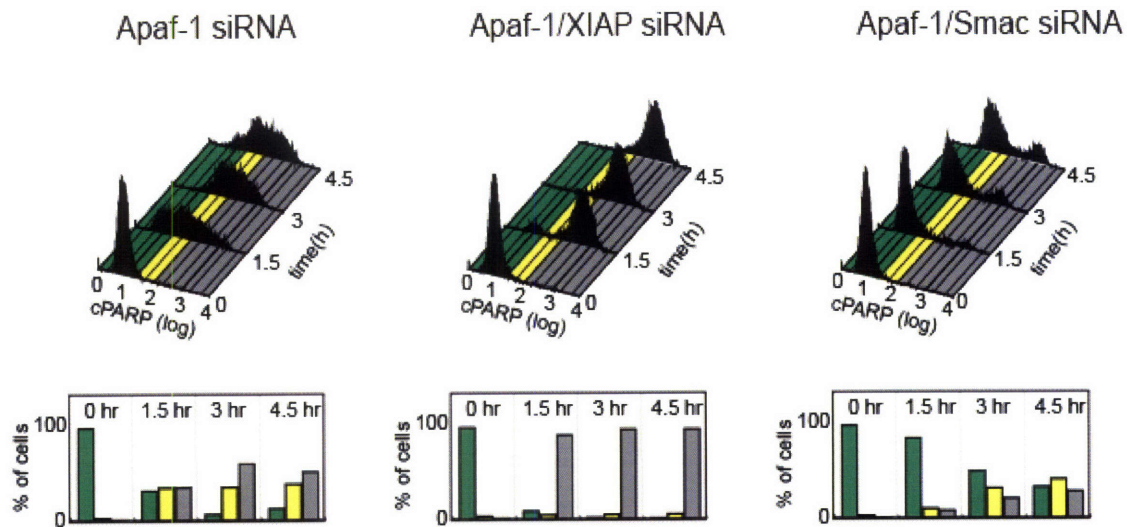 Apaf-1 siRNA
Apaf-1/XIAP siRNA
Apaf-1/Smac siRNA
4.5
3
1.5
0
time(h)
0 1 2 3 4
cPARP (log)
4.5
3
1.5
0
time(h)
0 1 2 3 4
cPARP (log)
4.5
3
1.5
0
time(h)
0 1 2 3 4
cPARP (log)
0 hr 1.5 hr 3 hr 4.5 hr
100
0
% of cells
0 hr 1.5 hr 3 hr 4.5 hr
100
0
% of cells
0 hr 1.5 hr 3 hr 4.5 hr
100
0
% of cells